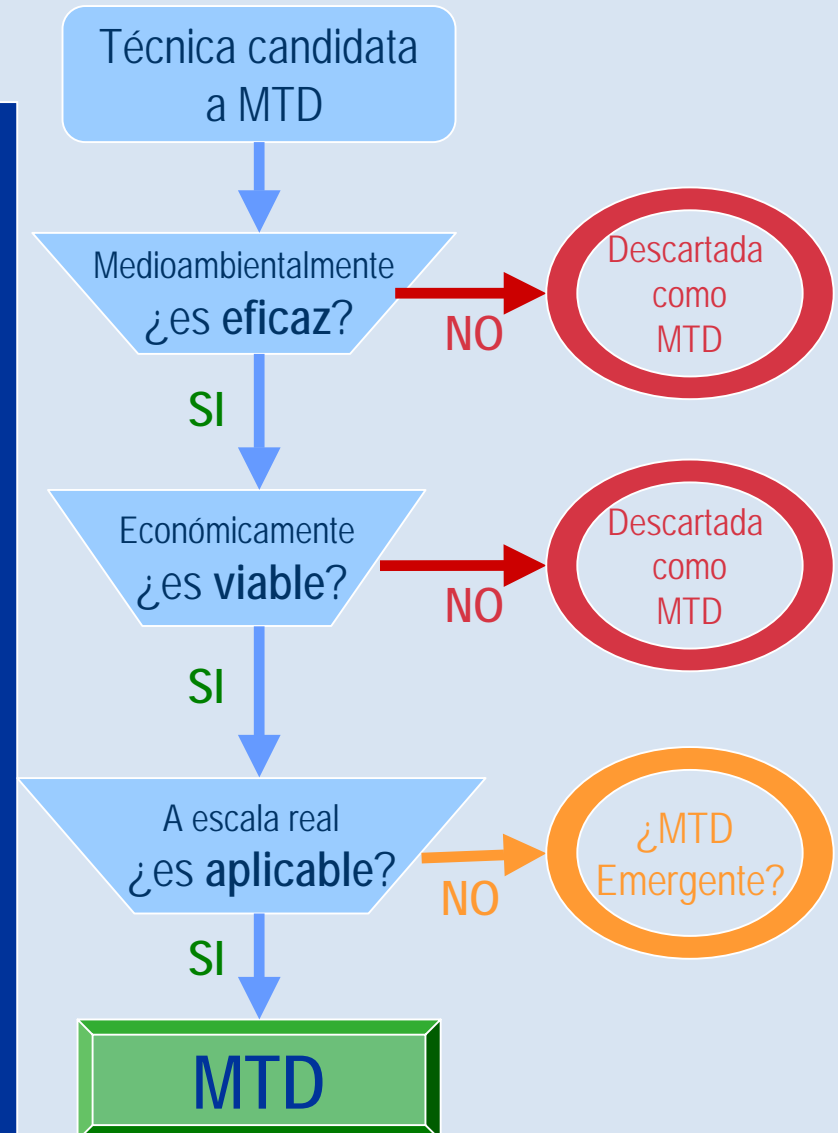 Técnica candidata
a MTD
Medioambientalmente
¿es eficaz?
NO
Descartada
como
MTD
SI
Económicamente
¿es viable?
NO
Descartada
como
MTD
SI
A escala real
¿es aplicable?
NO
¿MTD
Emergente?
SI
MTD